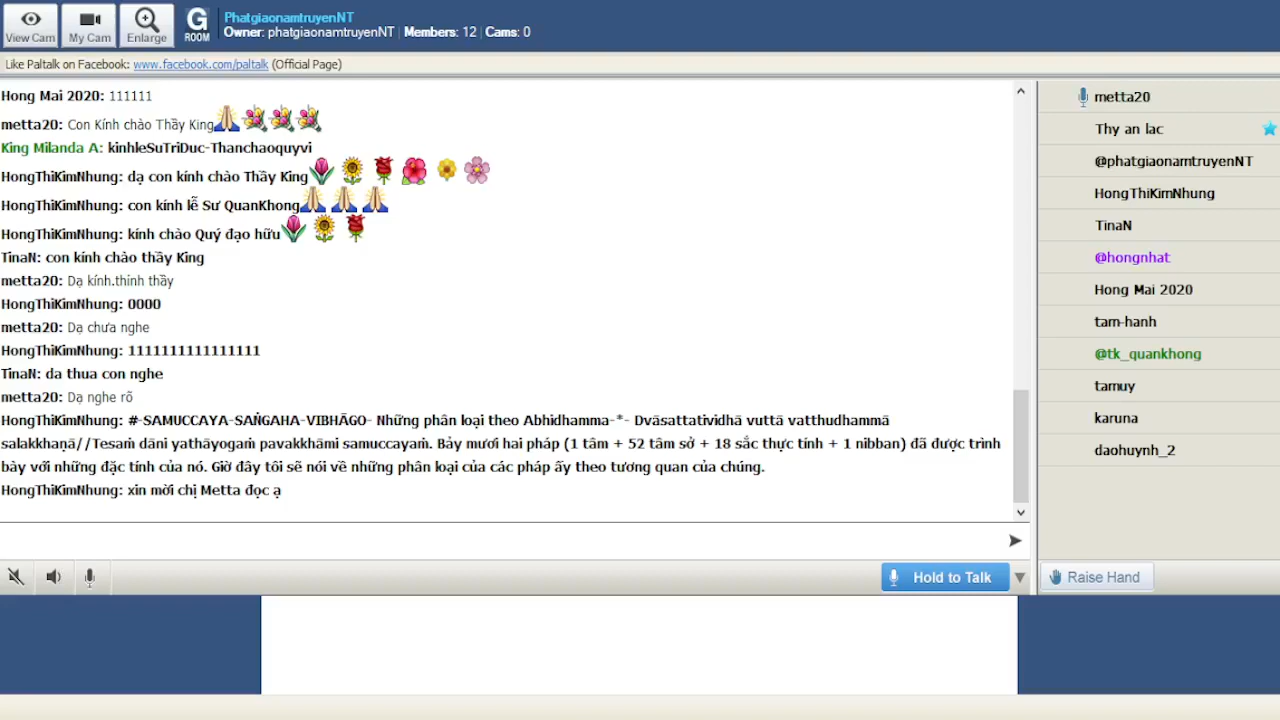 View Cam
My Cam
Enlarge
G
ROOM
PhatgiaonamtruyenNT
Owner: phatgiaonamtruyenNT | Members: 12 | Cams: 0
Like Paltalk on Facebook: www.facebook.com/paltalk (Official Page)
Hong Mai 2020: 111111
metta20: Con Kính chào Thầy King
King Milanda A: kinhleSuTriDuc-Thanchaoquyvi
HongThiKimNhung: dạ con kính chào Thầy King
HongThiKimNhung: con kính lễ Sư QuanKhong
HongThiKimNhung: kính chào Quý đạo hữu
TinaN: con kính chào thầy King
metta20: Dạ kính.thỉnh thầy
HongThiKimNhung: 0000
metta20: Dạ chưa nghe
HongThiKimNhung: 1111111111111111
TinaN: da thua con nghe
metta20: Dạ nghe rõ
HongThiKimNhung: #-SAMUCCAYA-SAṄGAHA-VIBHĀGO- Những phân loại theo Abhidhamma-*- Dvāsattatividhā vuttā vatthudhammā
salakkhaṇā//Tesaṁ dāni yathāyogaṁ pavakkhāmi samuccayaṁ. Bảy mươi hai pháp (1 tâm + 52 tâm sở + 18 sắc thực tính + 1 nibban) đã được trình
bày với những đặc tính của nó. Giờ đây tôi sẽ nói về những phân loại của các pháp ấy theo tương quan của chúng.
HongThiKimNhung: xin mời chị Metta đọc ạ
Hold to Talk
metta20
Thy an lac
@phatgiaonamtruyenNT
HongThiKimNhung
TinaN
@hongnhat
Hong Mai 2020
tam-hanh
@tk_quankhong
tamuy
karuna
daohuynh_2
Raise Hand